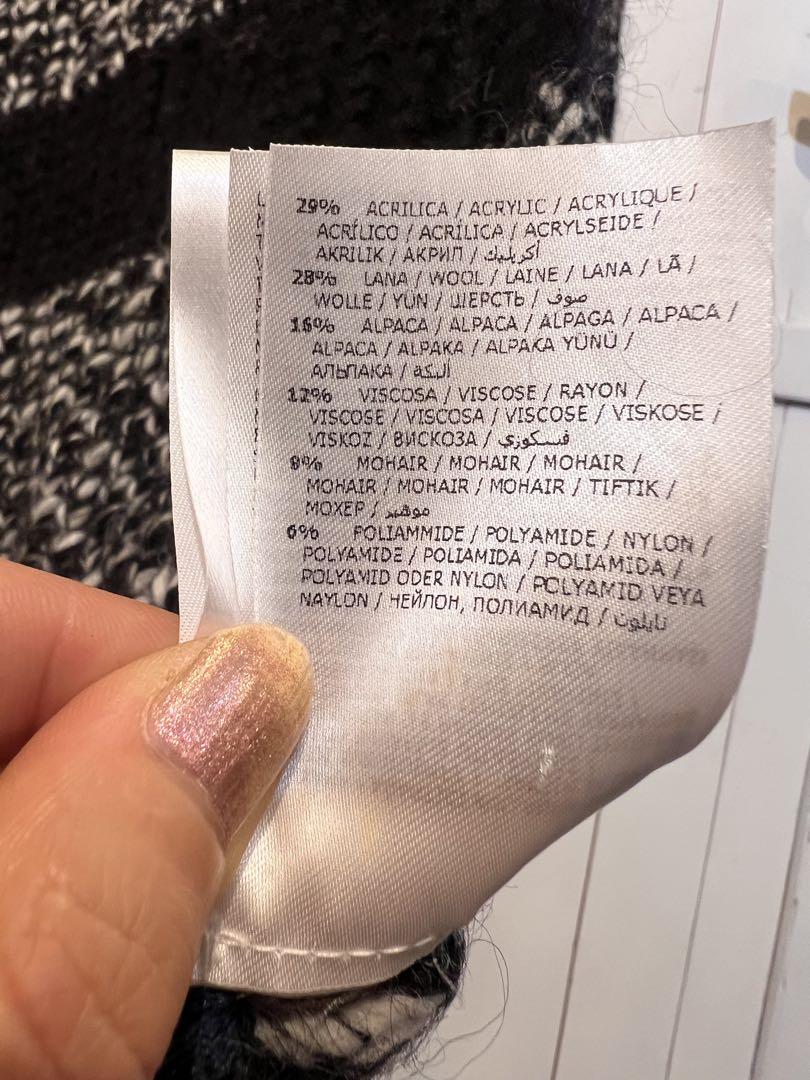 29% ACRILICA / ACRYLIC / ACRYLIQUE /
ACRÍLICO / ACRÍLICA / ACRYLSEIDE /
AKRILIK / АКРИЛ / أكريليك
28% LANA / WOOL / LAINE / LANA / LÃ /
WOLLE / YÜN / ШЕРСТЬ / صوف
16% ALPACA / ALPACA / ALPAGA / ALPACA /
ALPACA / ALPAKA / ALPAKA YÜNÜ /
АЛЬПАКА / البكة
12% VISCOSA / VISCOSE / RAYON /
VISCOSE / VISCOSA / VISCOSE / VISKOSE /
VISKOZ / ВИСКОЗА / فسكوزي
9% MOHAIR / MOHAIR / MOHAIR /
MOHAIR / MOHAIR / MOHAIR / TIFTIK /
МОХЕР / موهير
6% POLIAMMIDE / POLYAMIDE / NYLON /
POLYAMIDE / POLIAMIDA / POLIAMIDA /
POLYAMID ODER NYLON / POLYAMID VEYA
NAYLON / НЕЙЛОН, ПОЛИАМИД / نايلون